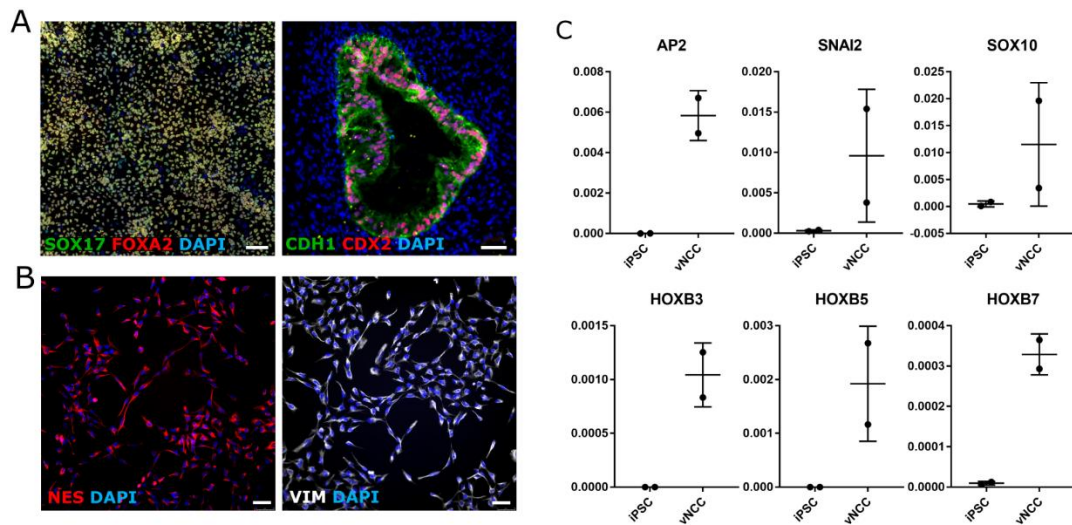 A
SOX17 FOXA2 DAPI
CDH1 CDX2 DAPI
B
NES DAPI
VIM DAPI
C
AP2
0.008
0.006
0.004
0.002
0.000
iPSC
vNCC
SNAI2
0.020
0.015
0.010
0.005
0.000
iPSC
vNCC
SOX10
0.025
0.020
0.015
0.010
0.005
0.000
-0.005
iPSC
vNCC
HOXB3
0.0015
0.0010
0.0005
0.0000
iPSC
vNCC
HOXB5
0.003
0.002
0.001
0.000
iPSC
vNCC
HOXB7
0.0004
0.0003
0.0002
0.0001
0.0000
iPSC
vNCC